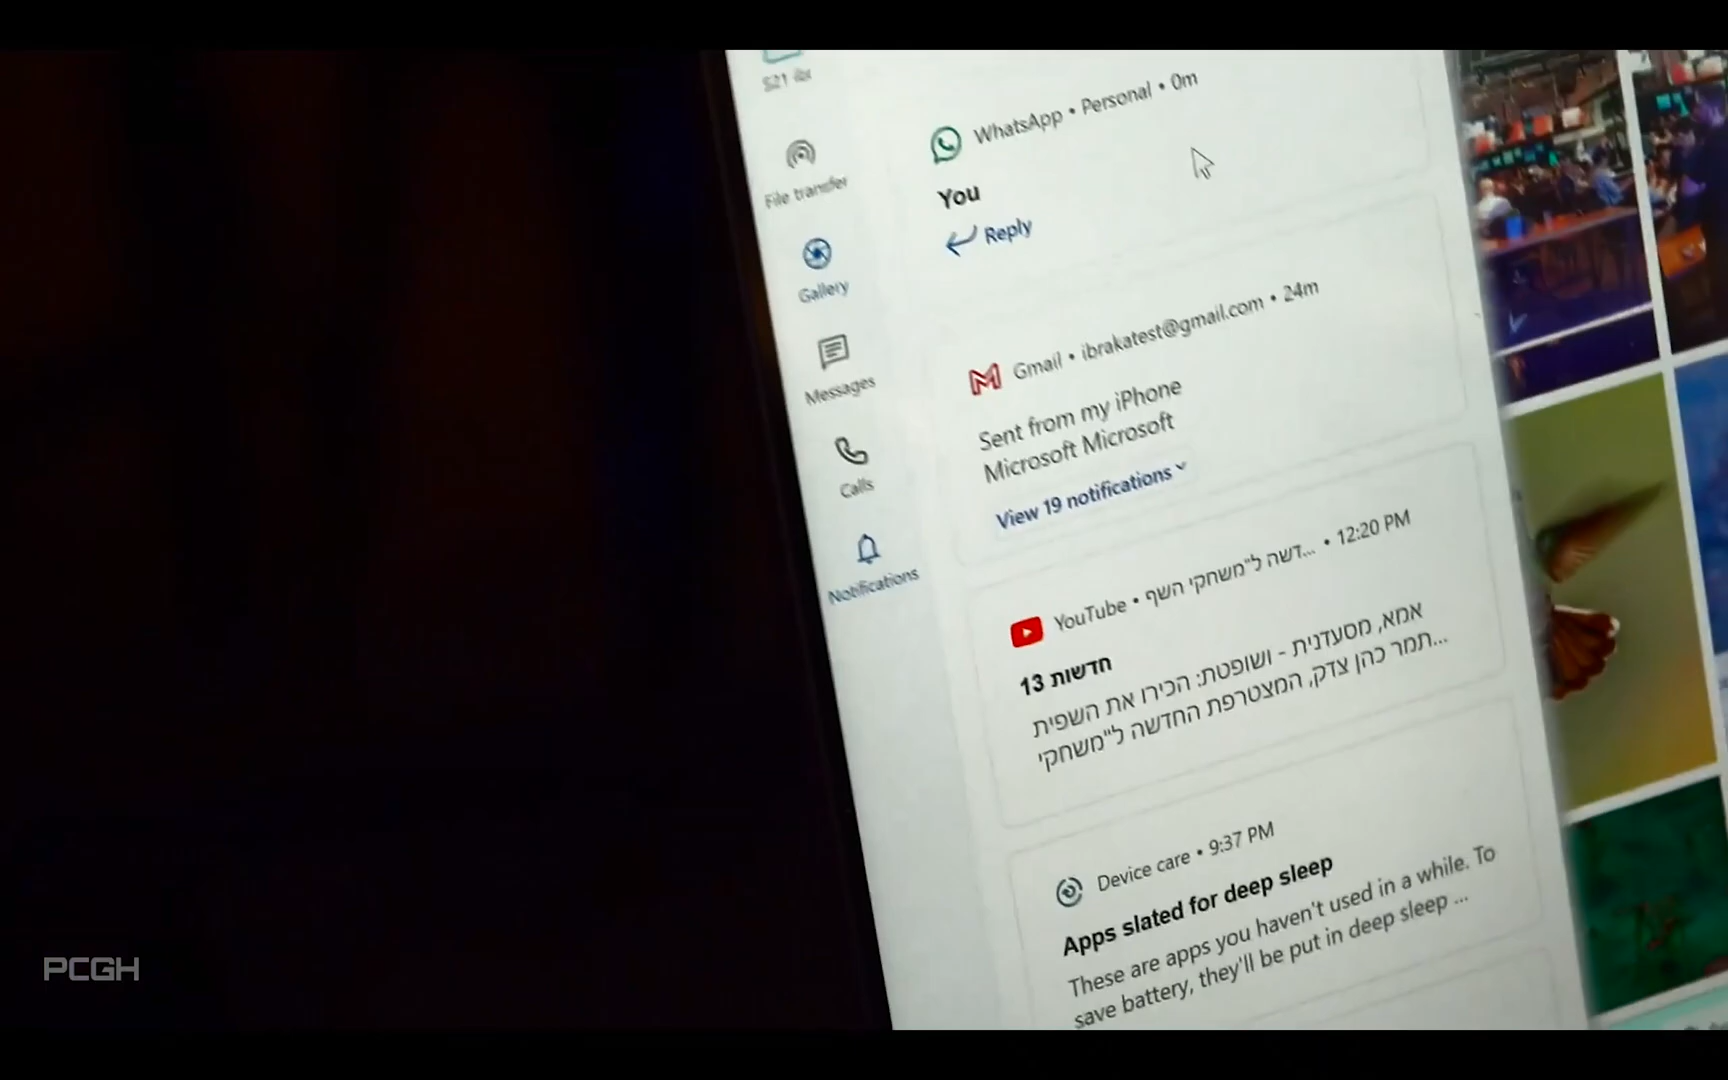 S21 ibr
File transfer
Gallery
Messages
Calls
Notifications
WhatsApp • Personal • 0m
You
Reply
Gmail • ibrakatest@gmail.com • 24m
Sent from my iPhone
Microsoft Microsoft
View 19 notifications
YouTube • דשה ל"משחקי השף... • 12:20 PM
חדשות 13
אמא, מסעדנית - ושופטת: הכירו את השפית
תמר כהן צדק, המצטרפת החדשה ל"משחקי...
Device care • 9:37 PM
Apps slated for deep sleep
These are apps you haven't used in a while. To
save battery, they'll be put in deep sleep ...
PCGH